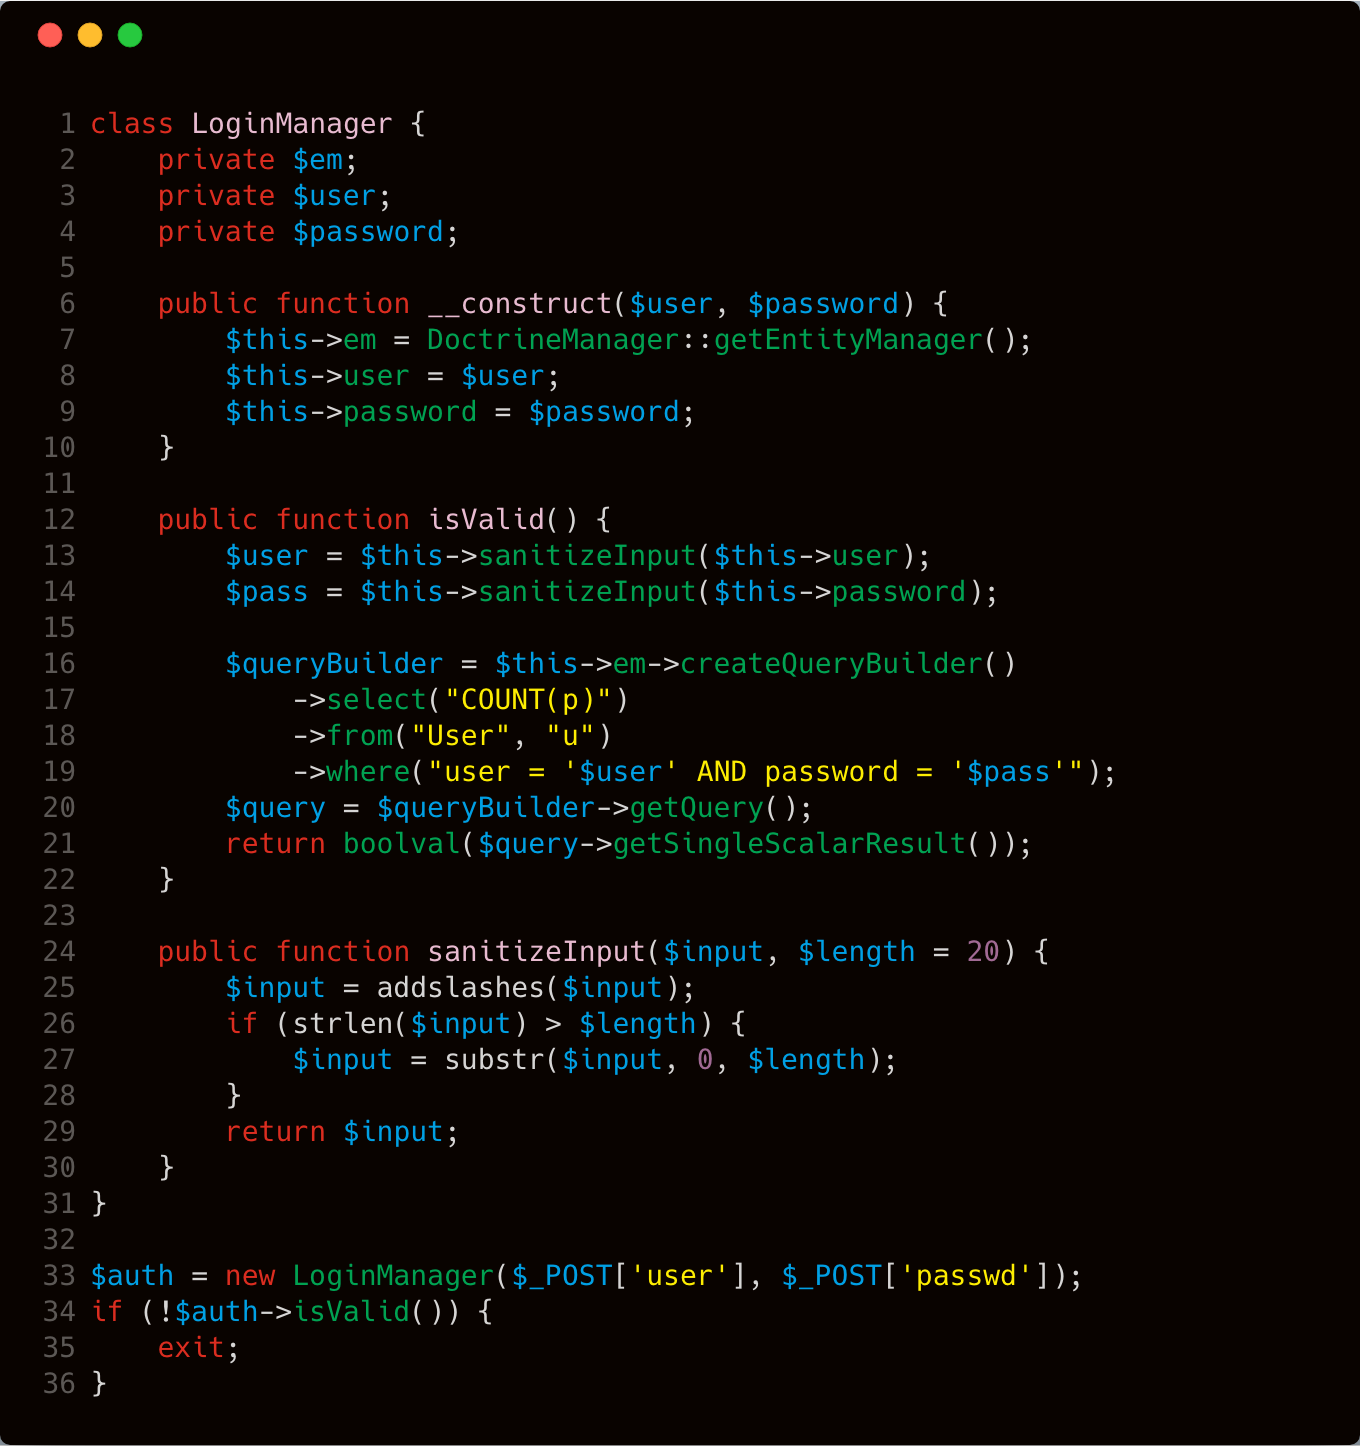 1 class LoginManager {
2     private $em;
3     private $user;
4     private $password;
5
6     public function __construct($user, $password) {
7         $this->em = DoctrineManager::getEntityManager();
8         $this->user = $user;
9         $this->password = $password;
10     }
11
12     public function isValid() {
13         $user = $this->sanitizeInput($this->user);
14         $pass = $this->sanitizeInput($this->password);
15
16         $queryBuilder = $this->em->createQueryBuilder()
17             ->select("COUNT(p)")
18             ->from("User", "u")
19             ->where("user = '$user' AND password = '$pass'");
20         $query = $queryBuilder->getQuery();
21         return boolval($query->getSingleScalarResult());
22     }
23
24     public function sanitizeInput($input, $length = 20) {
25         $input = addslashes($input);
26         if (strlen($input) > $length) {
27             $input = substr($input, 0, $length);
28         }
29         return $input;
30     }
31 }
32
33 $auth = new LoginManager($_POST['user'], $_POST['passwd']);
34 if (!$auth->isValid()) {
35     exit;
36 }